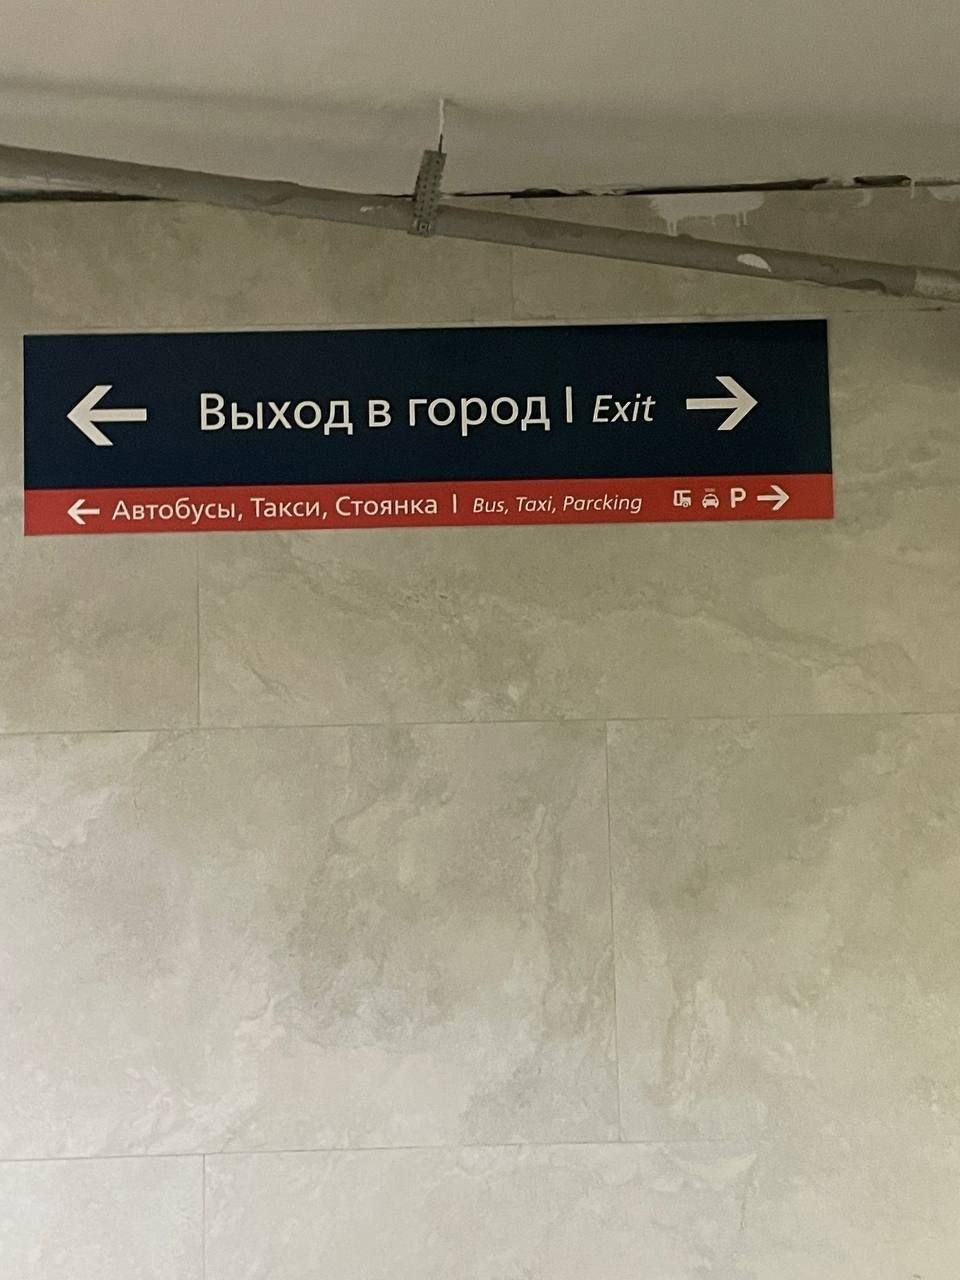 ← Выход в город | Exit →
← Автобусы, Такси, Стоянка | Bus, Taxi, Parcking P →